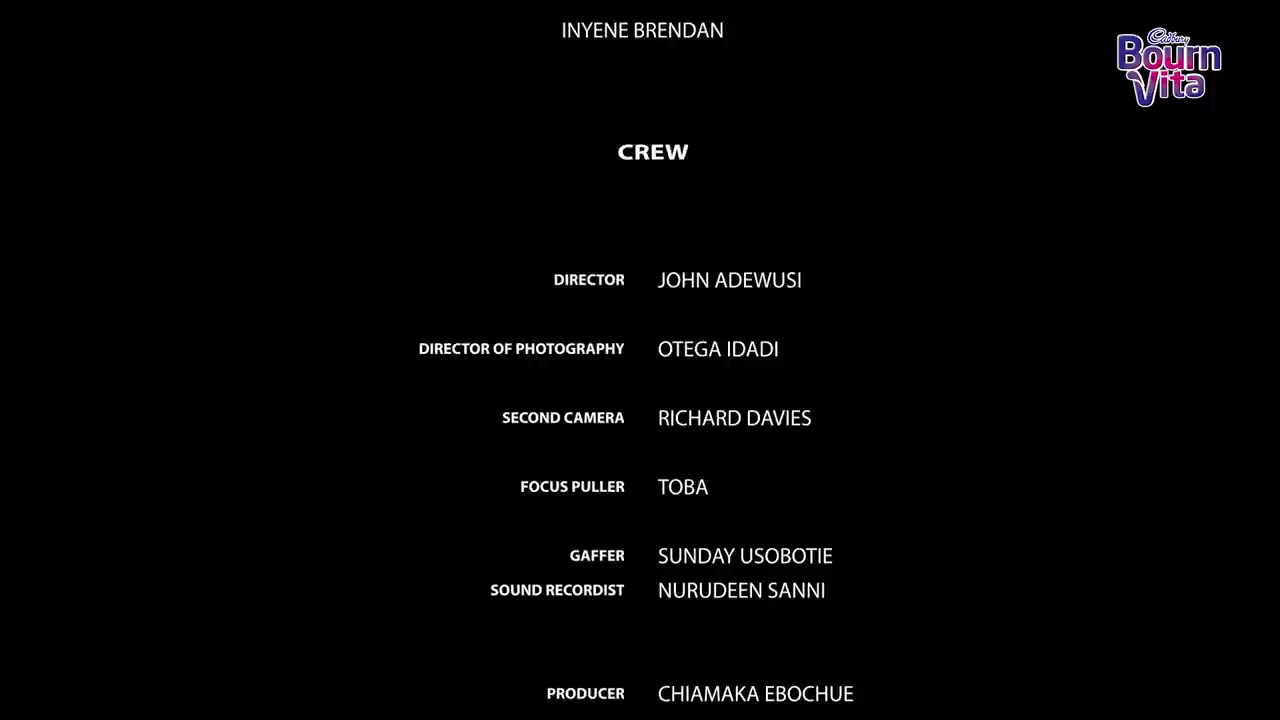 INYENE BRENDAN
Cadbury
Bourn
Vita
CREW
DIRECTOR JOHN ADEWUSI
DIRECTOR OF PHOTOGRAPHY OTEGA IDADI
SECOND CAMERA RICHARD DAVIES
FOCUS PULLER TOBA
GAFFER SUNDAY USOBOTIE
SOUND RECORDIST NURUDEEN SANNI
PRODUCER CHIAMAKA EBOCHUE